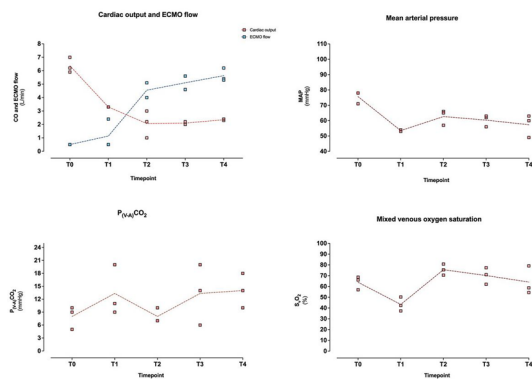 Cardiac output and ECMO flow
Cardiac output
ECMO flow
CO and ECMO flow
L/min
8
7
6
5
4
3
2
1
0
T0 T1 T2 T3 T4
Timepoint
Mean arterial pressure
MAP
(mmHg)
110
100
90
80
70
60
50
40
T0 T1 T2 T3 T4
Timepoint
P(V-A)CO2
P(V-A)CO2
(mmHg)
24
21
18
15
12
9
6
3
0
T0 T1 T2 T3 T4
Timepoint
Mixed venous oxygen saturation
SvO2
(%)
100
90
80
70
60
50
40
30
20
10
0
T0 T1 T2 T3 T4
Timepoint